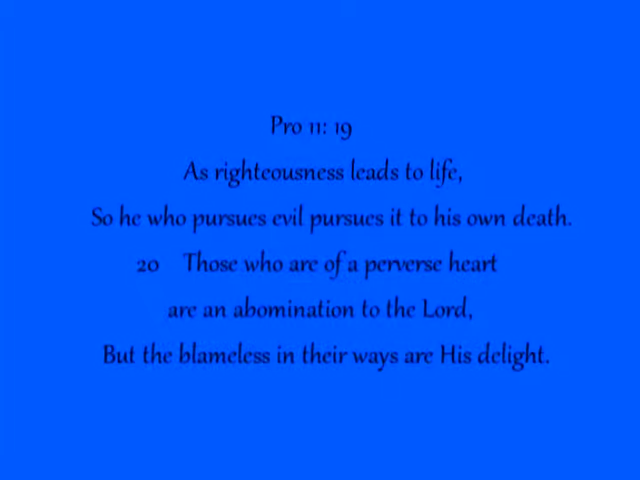 Pro 11: 19
As righteousness leads to life,
So he who pursues evil pursues it to his own death.
20 Those who are of a perverse heart
are an abomination to the Lord,
But the blameless in their ways are His delight.